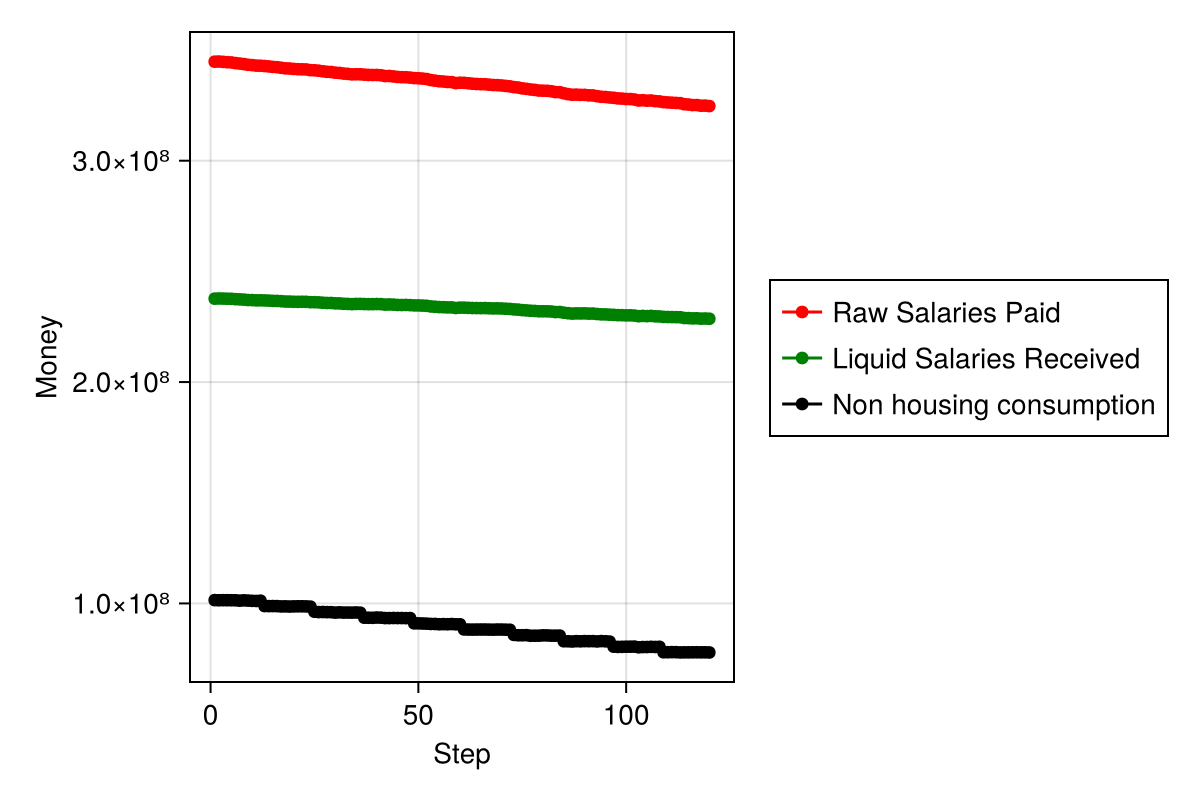 Money
3.0×10⁸
2.0×10⁸
1.0×10⁸
0
50
100
Step
Raw Salaries Paid
Liquid Salaries Received
Non housing consumption